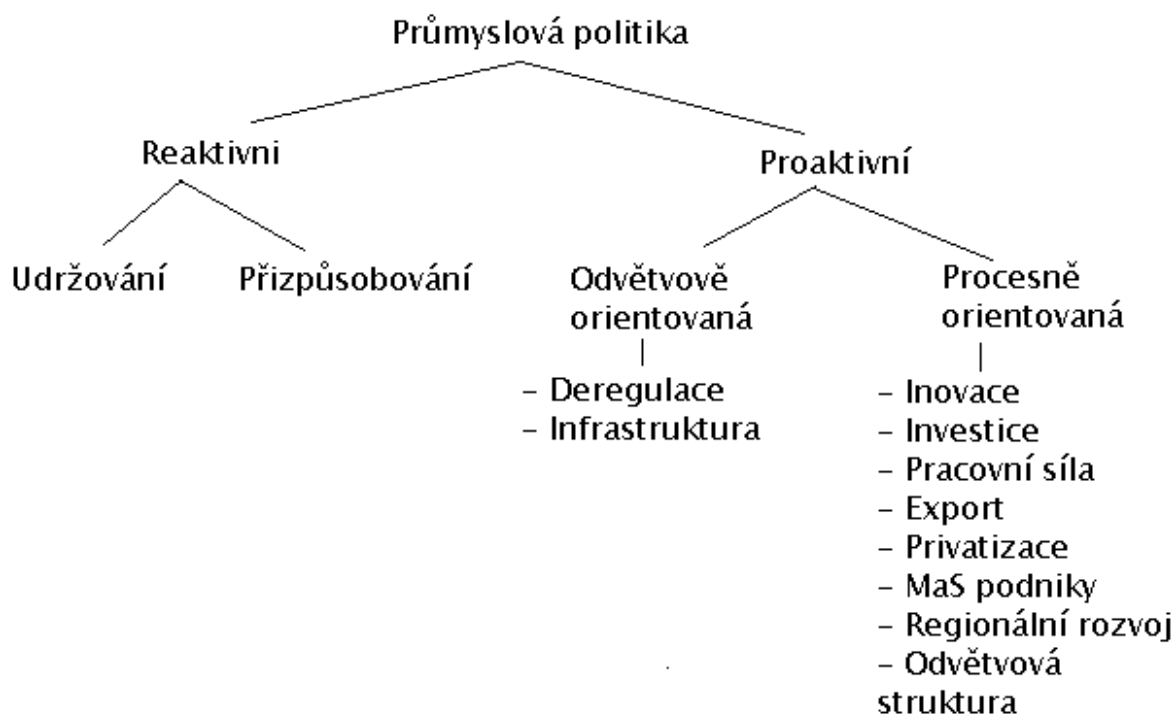 Průmyslová politika
Reaktivni
Proaktivní
Udržování
Přizpůsobování
Odvětvově
orientovaná
– Deregulace
– Infrastruktura
Procesně
orientovaná
– Inovace
– Investice
– Pracovní síla
– Export
– Privatizace
– MaS podniky
– Regionální rozvoj
– Odvětvová
struktura